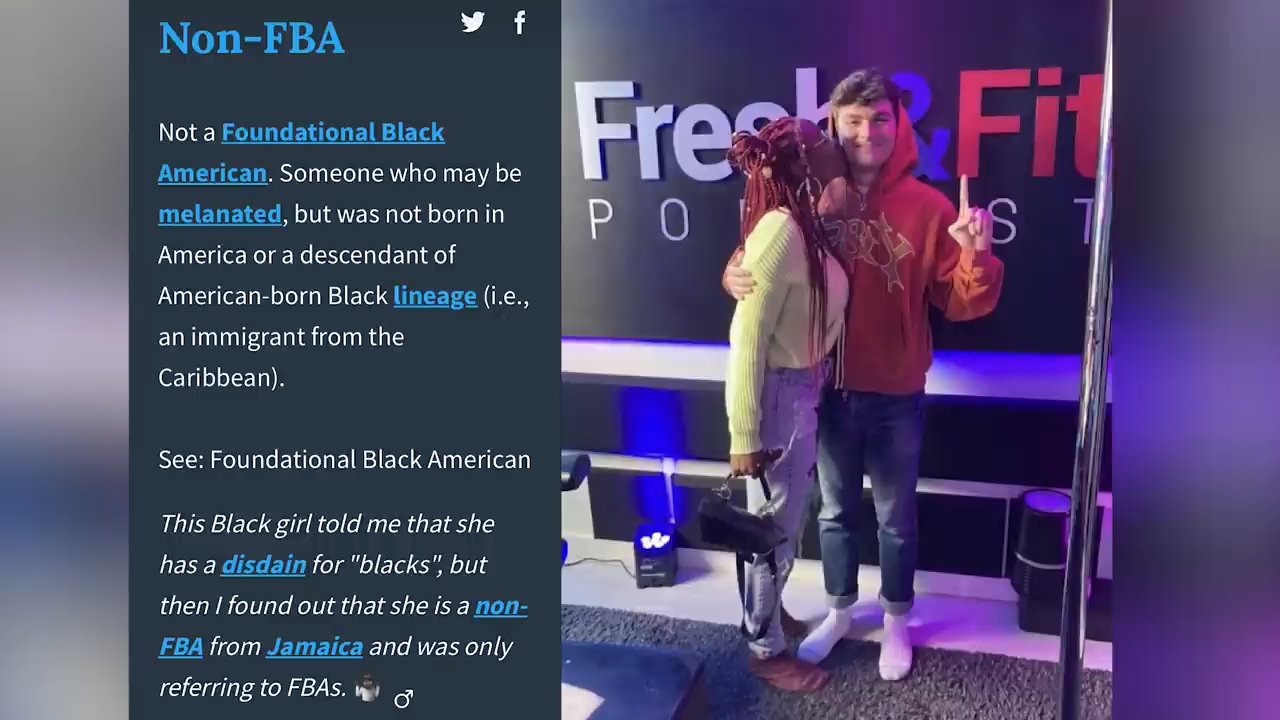 Non-FBA
Not a Foundational Black
American. Someone who may be
melanated, but was not born in
America or a descendant of
American-born Black lineage (i.e.,
an immigrant from the
Caribbean).
See: Foundational Black American
This Black girl told me that she
has a disdain for "blacks", but
then I found out that she is a non-
FBA from Jamaica and was only
referring to FBAs.
Fresh&Fit